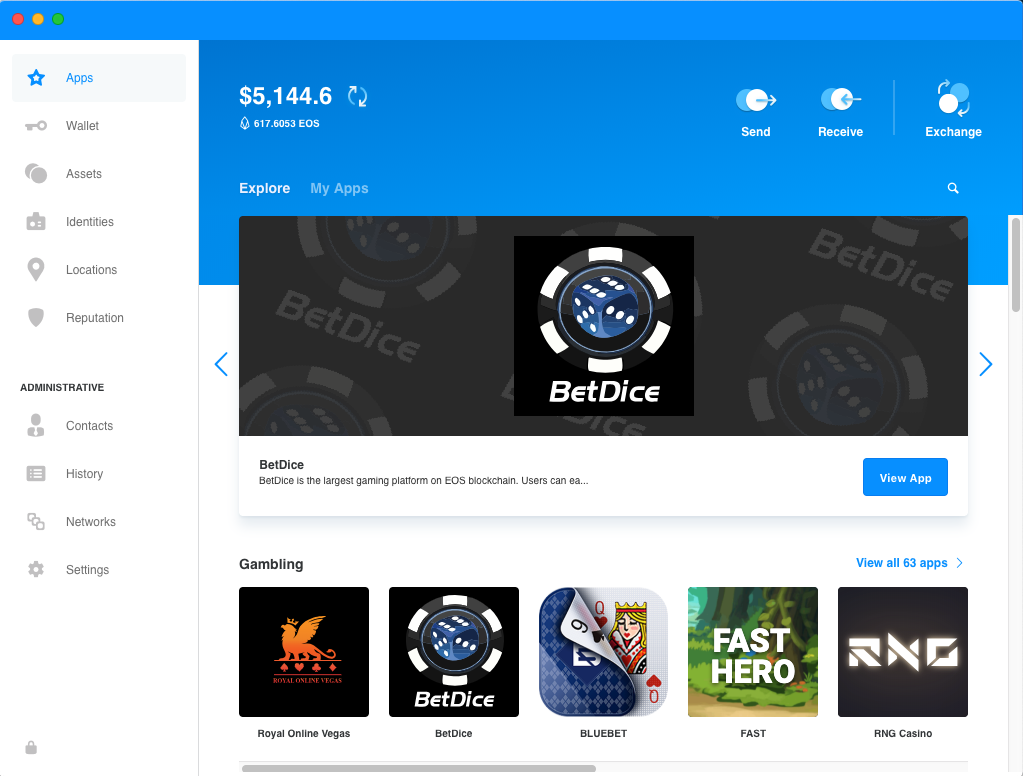 Apps
Wallet
Assets
Identities
Locations
Reputation
ADMINISTRATIVE
Contacts
History
Networks
Settings
$5,144.6
617.6053 EOS
Send
Receive
Exchange
Explore
My Apps
BetDice
BetDice
BetDice
BetDice
BetDice
BetDice is the largest gaming platform on EOS blockchain. Users can ea...
View App
Gambling
View all 63 apps
ROYAL ONLINE VEGAS
BetDice
9
Q
Q
FAST
HERO
RNG
Royal Online Vegas
BetDice
BLUEBET
FAST
RNG Casino